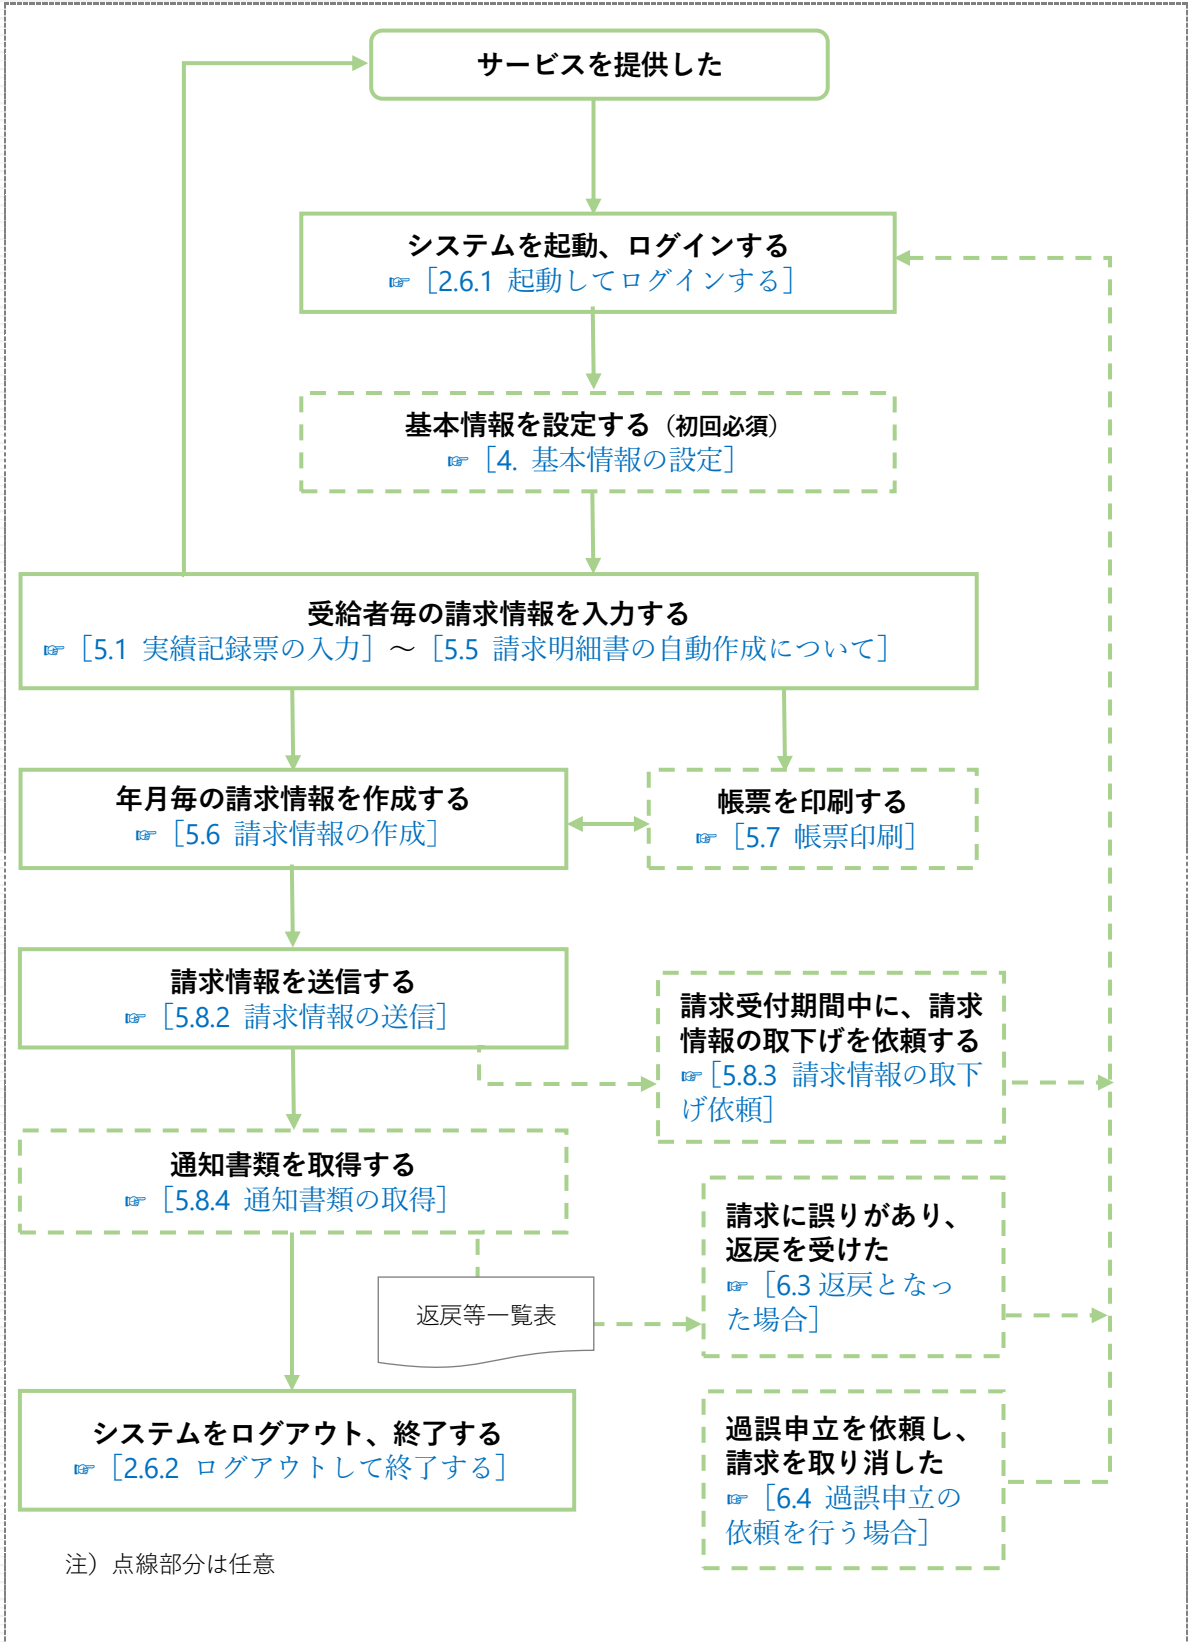 サービスを提供した
システムを起動、ログインする
☞［2.6.1 起動してログインする］
基本情報を設定する（初回必須）
☞［4. 基本情報の設定］
受給者毎の請求情報を入力する
☞［5.1 実績記録票の入力］～［5.5 請求明細書の自動作成について］
年月毎の請求情報を作成する
☞［5.6 請求情報の作成］
帳票を印刷する
☞［5.7 帳票印刷］
請求情報を送信する
☞［5.8.2 請求情報の送信］
請求受付期間中に、請求
情報の取下げを依頼する
☞［5.8.3 請求情報の取下
げ依頼］
通知書類を取得する
☞［5.8.4 通知書類の取得］
請求に誤りがあり、
返戻を受けた
☞［6.3 返戻となっ
た場合］
返戻等一覧表
システムをログアウト、終了する
☞［2.6.2 ログアウトして終了する］
過誤申立を依頼し、
請求を取り消した
☞［6.4 過誤申立の
依頼を行う場合］
注）点線部分は任意